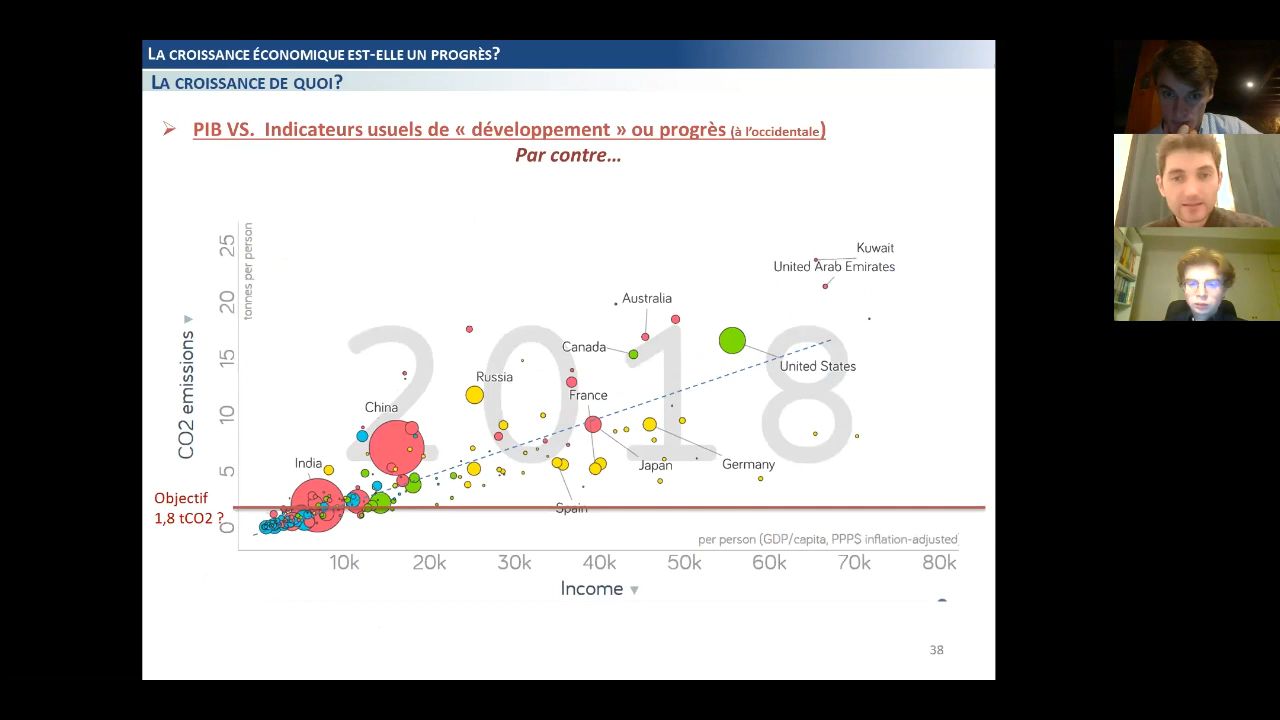 LA CROISSANCE ÉCONOMIQUE EST-ELLE UN PROGRÈS?
LA CROISSANCE DE QUOI?
PIB VS. Indicateurs usuels de « développement » ou progrès (à l'occidentale)
Par contre…
2018
CO2 emissions
tonnes per person
25
20
15
10
5
0
Kuwait
United Arab Emirates
Australia
Canada
United States
Russia
France
China
India
Japan
Germany
Spain
Objectif
1,8 tCO2 ?
per person (GDP/capita, PPP$ inflation-adjusted
10k 20k 30k 40k 50k 60k 70k 80k
Income
38